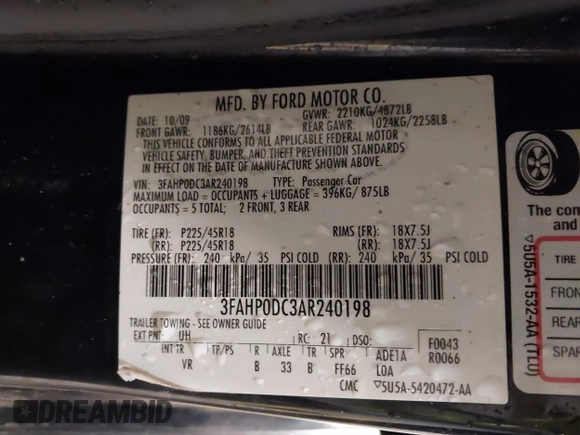 MFD. BY FORD MOTOR CO.
DATE: 10/09 GVWR: 2210KG/4872LB
FRONT GAWR: 1186KG/2614LB REAR GAWR: 1024KG/2258LB
THIS VEHICLE CONFORMS TO ALL APPLICABLE FEDERAL MOTOR
VEHICLE SAFETY, BUMPER, AND THEFT PREVENTION STANDARDS
IN EFFECT ON THE DATE OF MANUFACTURE SHOWN ABOVE.
VIN: 3FAHP0DC3AR240198 TYPE: Passenger Car
MAXIMUM LOAD = OCCUPANTS + LUGGAGE = 396KG/ 875LB
OCCUPANTS = 5 TOTAL: 2 FRONT, 3 REAR
TIRE (FR): P225/45R18 RIMS (FR): 18X7.5J
(RR): P225/45R18 (RR): 18X7.5J
PRESSURE (FR): 240 kPa/ 35 PSI COLD (RR): 240 kPa/ 35 PSI COLD
3FAHP0DC3AR240198
TRAILER TOWING - SEE OWNER GUIDE
EXT PNT: UH RC: 21 DSO: F0043
R0066
INT TR TP/PS R AXLE TR SPR ADE1A
VR B 33 B FF66 L0A
CMC ▽5U5A-5420472-AA
The con
and
TIRE
FRON
REAR
SPAR
▽5U5A-1532-AA (TLU)
DREAMBID